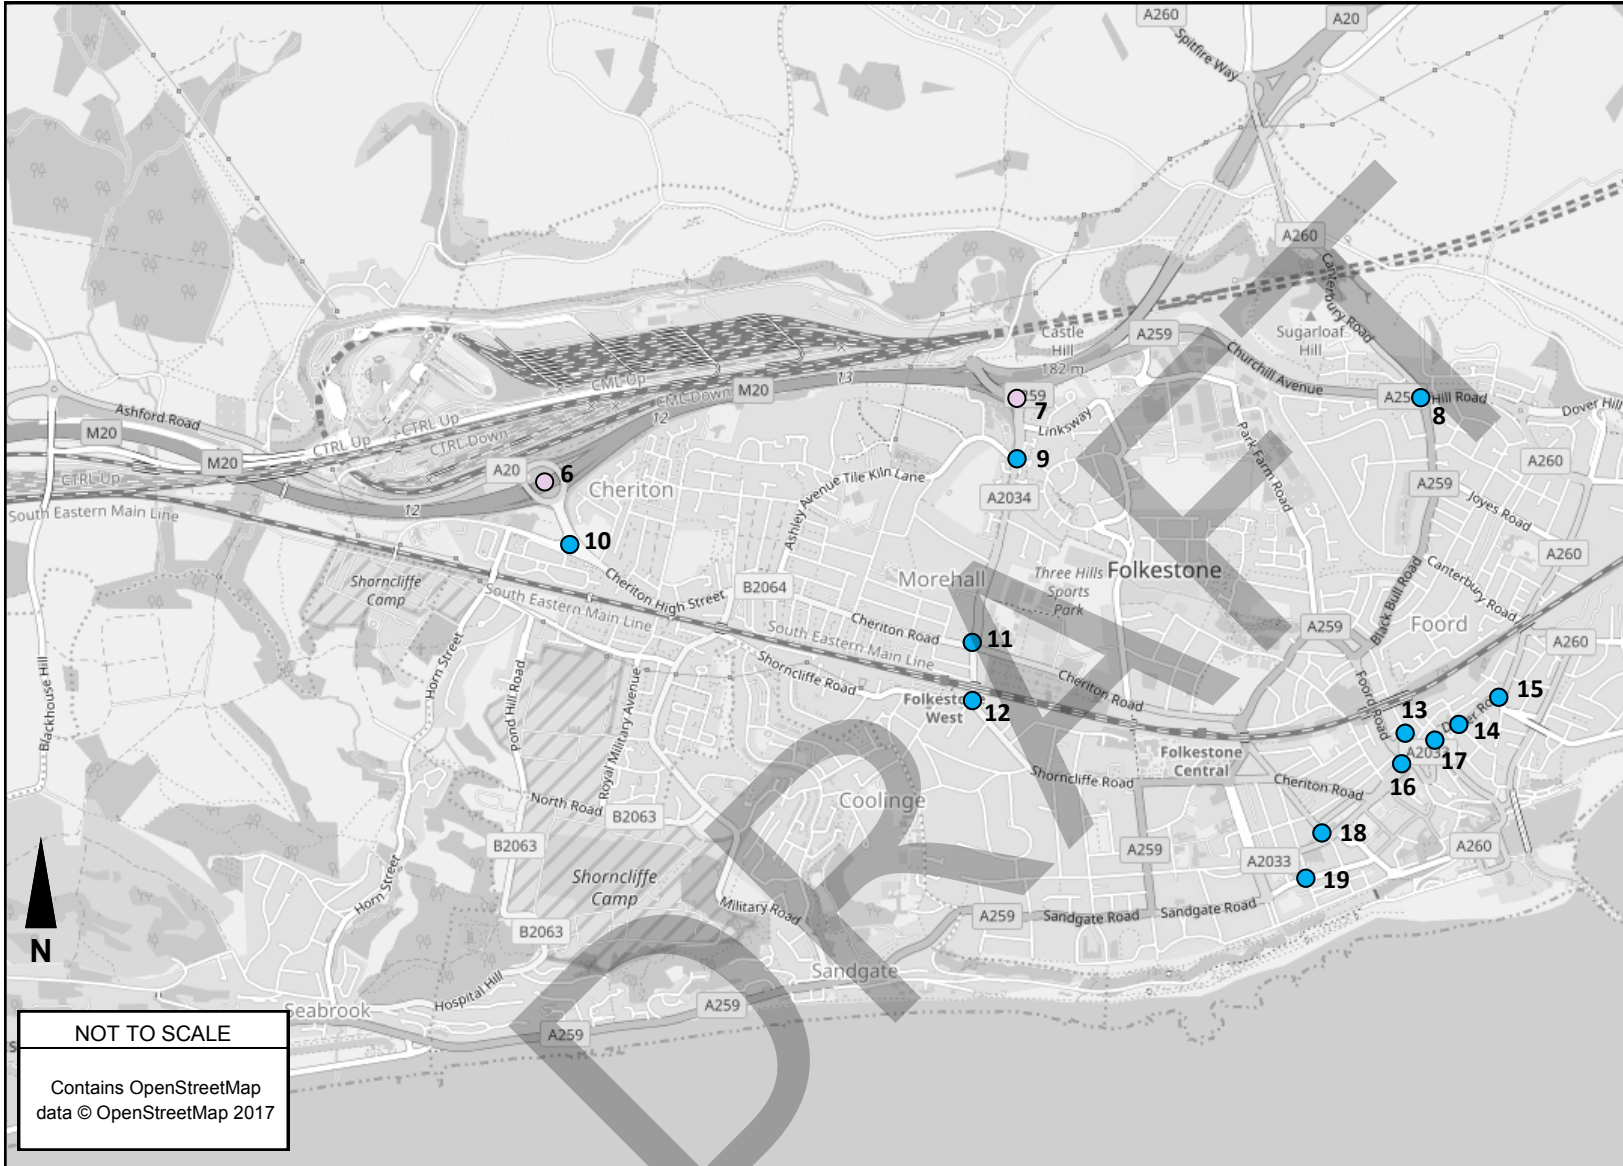 A260
A20
Spitfire Way
A260
Canterbury Road
Castle
Hill
182 m
A259
Sugarloaf
Hill
Churchill Avenue
CML Up
CML Down
M20
13
12
Ashford Road
M20
CTRL Up
CTRL Up
CTRL Down
M20
CTRL Up
A20
6
Cheriton
12
South Eastern Main Line
7
Linksway
8
Hill Road
Dover Hill
9
Tile Kiln Lane
Ashley Avenue
A2034
Park Farm Road
A260
A259
Joyes Road
A260
10
Shorncliffe
Camp
Cheriton High Street
South Eastern Main Line
B2064
Morehall
Three Hills
Sports
Park
Folkestone
Canterbury Road
Black Bull Road
A259
Foord
A260
Cheriton Road
South Eastern Main Line
11
Cheriton Road
Blackhouse Hill
Horn Street
Pond Hill Road
Royal Military Avenue
Shorncliffe Road
Folkestone
West
12
Foord Road
13
15
14
17
A2033
16
Folkestone
Central
Shorncliffe Road
Cheriton Road
North Road
B2063
B2063
Coolinge
18
A259
A2033
A260
19
Horn Street
Shorncliffe
Camp
Military Road
B2063
A259
Sandgate Road
Sandgate Road
N
Hospital Hill
Sandgate
Seabrook
A259
A259
DRAFT
NOT TO SCALE
Contains OpenStreetMap
data © OpenStreetMap 2017